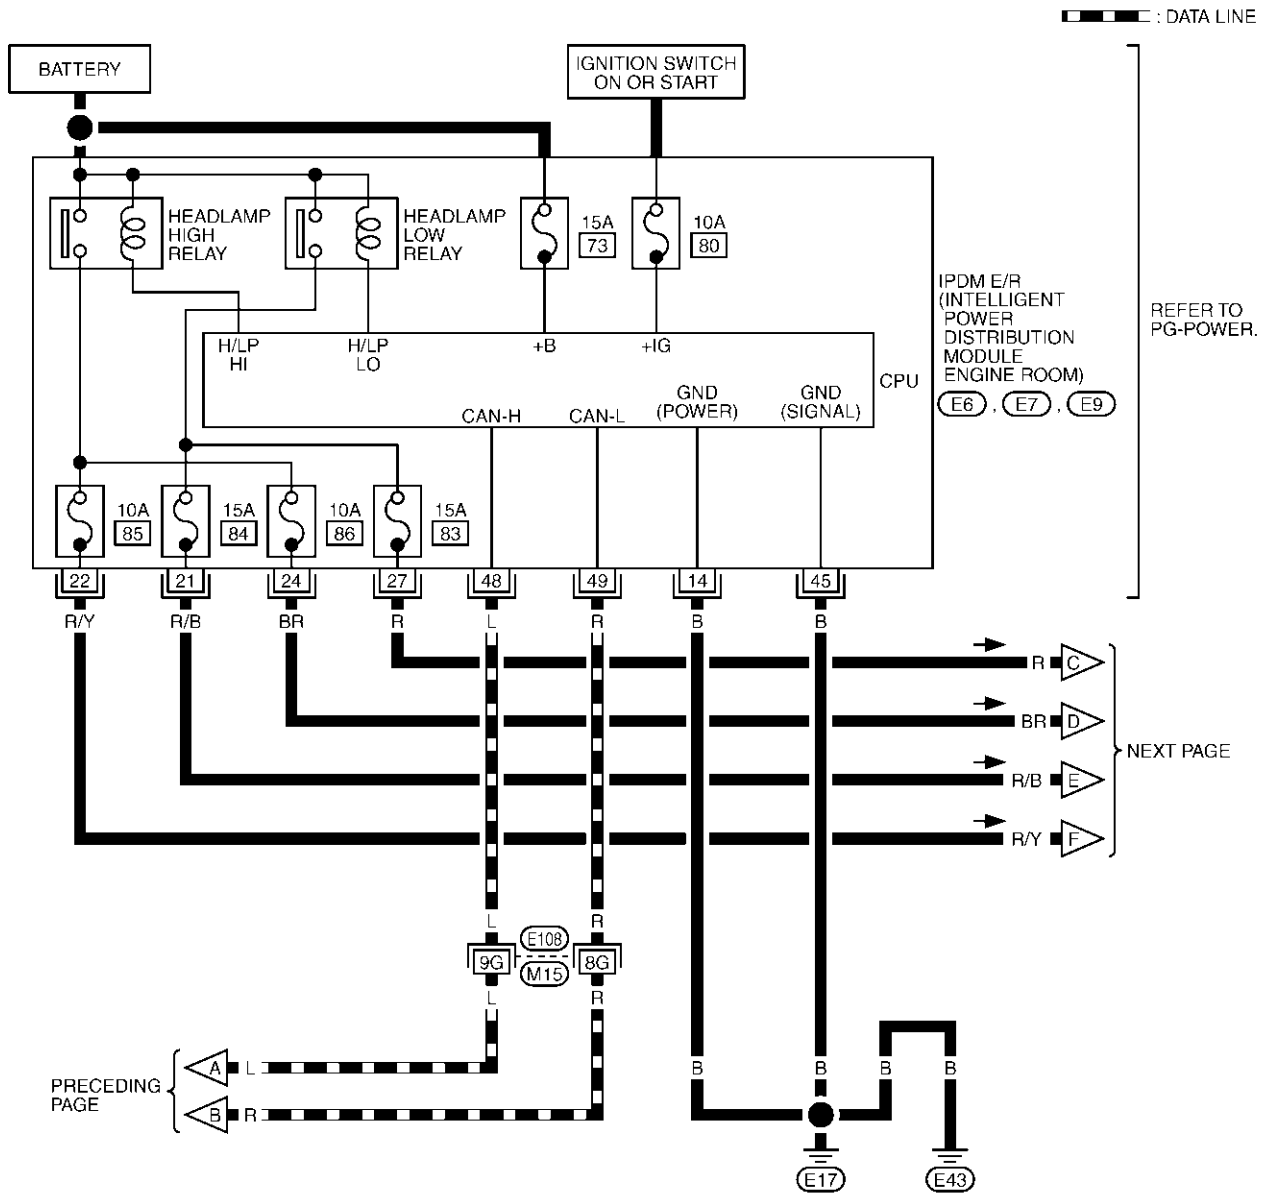 : DATA LINE
BATTERY
IGNITION SWITCH
ON OR START
HEADLAMP
HIGH
RELAY
HEADLAMP
LOW
RELAY
15A
73
10A
80
IPDM E/R
(INTELLIGENT
POWER
DISTRIBUTION
MODULE
ENGINE ROOM)
E6 , E7 , E9
REFER TO
PG-POWER.
H/LP
HI
H/LP
LO
+B
+IG
CPU
CAN-H
CAN-L
GND
(POWER)
GND
(SIGNAL)
10A
85
15A
84
10A
86
15A
83
22
21
24
27
48
49
14
45
R/Y
R/B
BR
R
L
R
B
B
R
C
BR
D
R/B
E
R/Y
F
NEXT PAGE
L
R
9G
E108
M15
8G
L
R
PRECEDING
PAGE
A
L
B
R
B
B
B
B
E17
E43